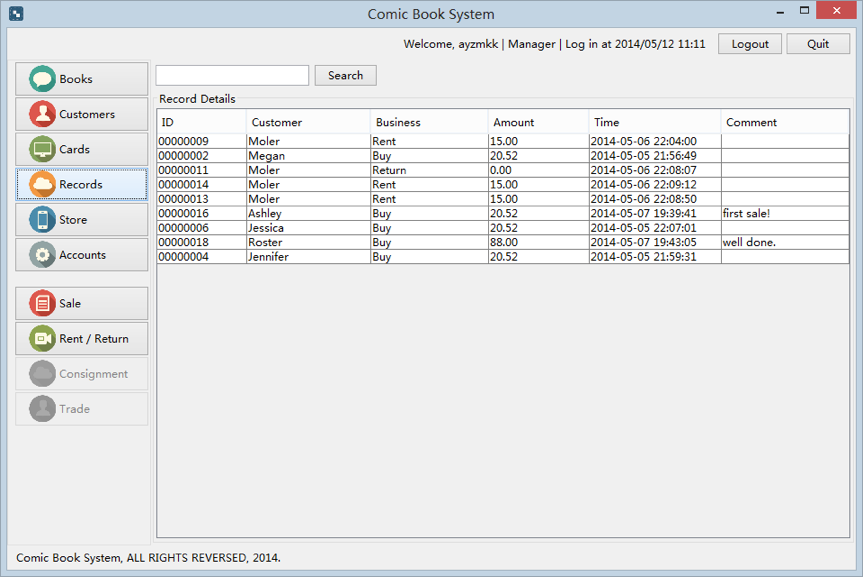 Comic Book System
Welcome, ayzmkk | Manager | Log in at 2014/05/12 11:11 Logout Quit
Books
Customers
Cards
Records
Store
Accounts
Sale
Rent / Return
Consignment
Trade
Search
Record Details
ID Customer Business Amount Time Comment
00000009 Moler Rent 15.00 2014-05-06 22:04:00
00000002 Megan Buy 20.52 2014-05-05 21:56:49
00000011 Moler Return 0.00 2014-05-06 22:08:07
00000014 Moler Rent 15.00 2014-05-06 22:09:12
00000013 Moler Rent 15.00 2014-05-06 22:08:50
00000016 Ashley Buy 20.52 2014-05-07 19:39:41 first sale!
00000006 Jessica Buy 20.52 2014-05-05 22:07:01
00000018 Roster Buy 88.00 2014-05-07 19:43:05 well done.
00000004 Jennifer Buy 20.52 2014-05-05 21:59:31
Comic Book System, ALL RIGHTS REVERSED, 2014.